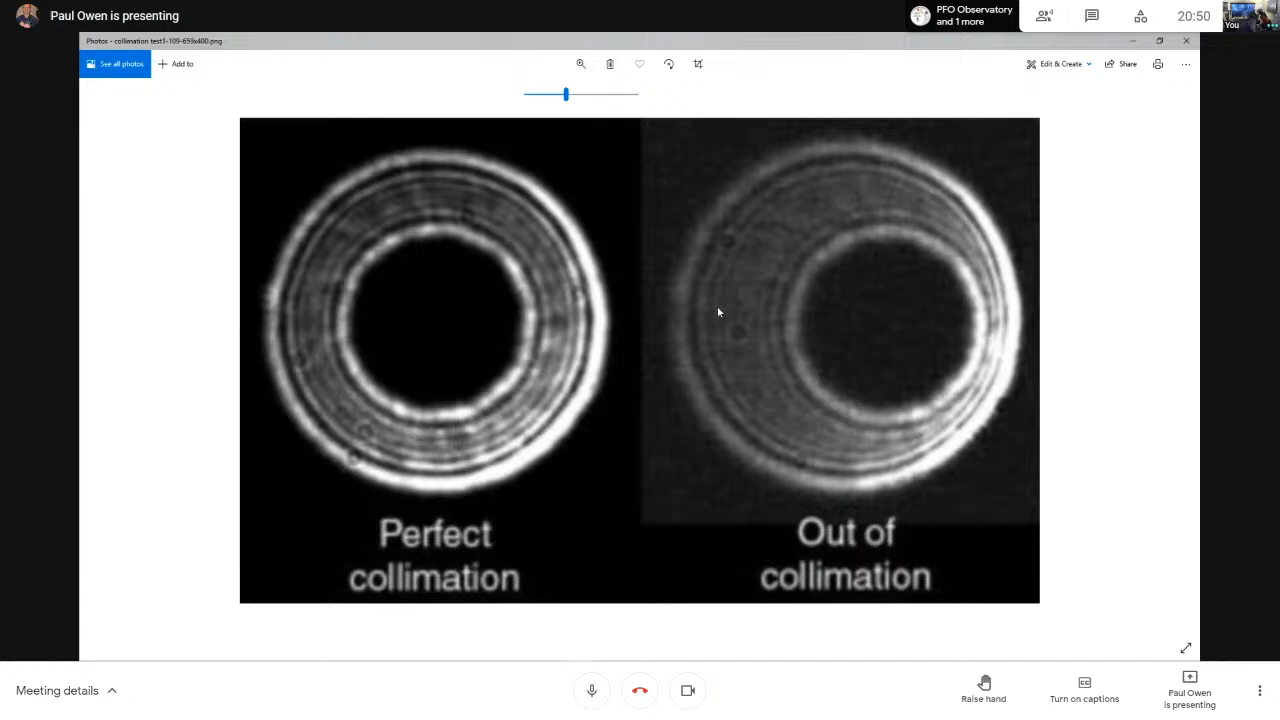 Paul Owen is presenting
PFO Observatory
and 1 more
4
20:50
You
Photos - collimation test1-109-659x400.png
See all photos
Add to
Edit & Create
Share
Perfect
collimation
Out of
collimation
Meeting details
Raise hand
Turn on captions
Paul Owen
is presenting